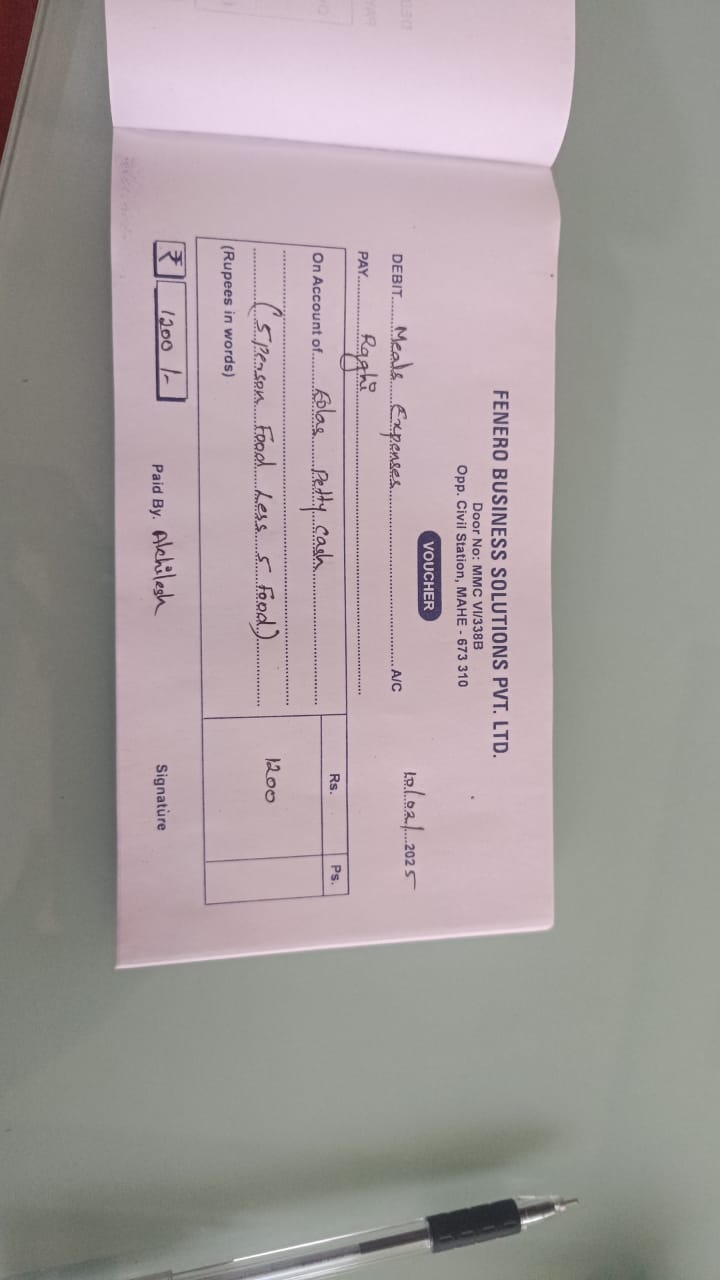 FENERO BUSINESS SOLUTIONS PVT. LTD.
Door No: MMC VI/338B
Opp. Civil Station, MAHE - 673 310
VOUCHER
10/02/2025
DEBIT Meals Expenses A/C
PAY Raghi
Rs. Ps.
On Account of Petty cash
(5 person Food Less 5 Food) 1200
(Rupees in words)
₹ 1200 /- Paid By. Akhilesh Signature